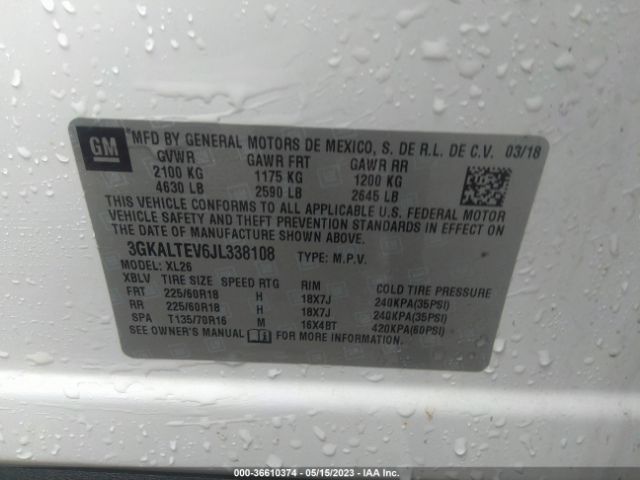 GM
*MFD BY GENERAL MOTORS DE MEXICO, S. DE R.L. DE C.V. 03/18
GVWR GAWR FRT GAWR RR
2100 KG 1175 KG 1200 KG
4630 LB 2590 LB 2645 LB
THIS VEHICLE CONFORMS TO ALL APPLICABLE U.S. FEDERAL MOTOR
VEHICLE SAFETY AND THEFT PREVENTION STANDARDS IN EFFECT ON
THE DATE OF MANUFACTURE SHOWN ABOVE.
3GKALTEV6JL338108 TYPE: M.P.V.
MODEL: XL26
XBLV TIRE SIZE SPEED RTG RIM COLD TIRE PRESSURE
FRT 225/60R18 H 18X7J 240KPA(35PSI)
RR 225/60R18 H 18X7J 240KPA(35PSI)
SPA T135/70R16 M 16X4BT 420KPA(60PSI)
SEE OWNER'S MANUAL FOR MORE INFORMATION.
000-36610374 - 05/15/2023 - IAA Inc.